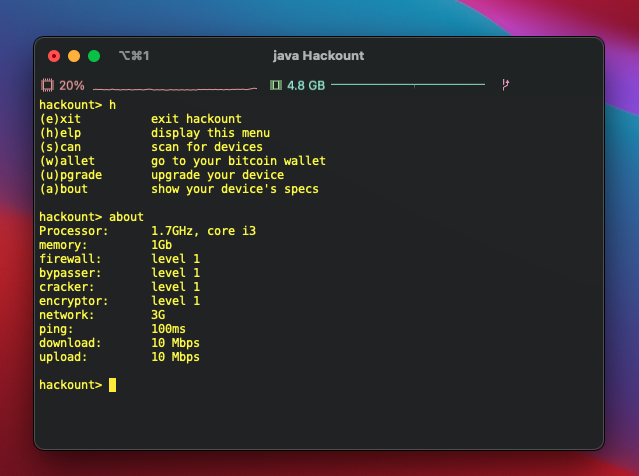 ⌥⌘1 java Hackount
20% 4.8 GB
hackount> h
(e)xit exit hackount
(h)elp display this menu
(s)can scan for devices
(w)allet go to your bitcoin wallet
(u)pgrade upgrade your device
(a)bout show your device's specs
hackount> about
Processor: 1.7GHz, core i3
memory: 1Gb
firewall: level 1
bypasser: level 1
cracker: level 1
encryptor: level 1
network: 3G
ping: 100ms
download: 10 Mbps
upload: 10 Mbps
hackount>